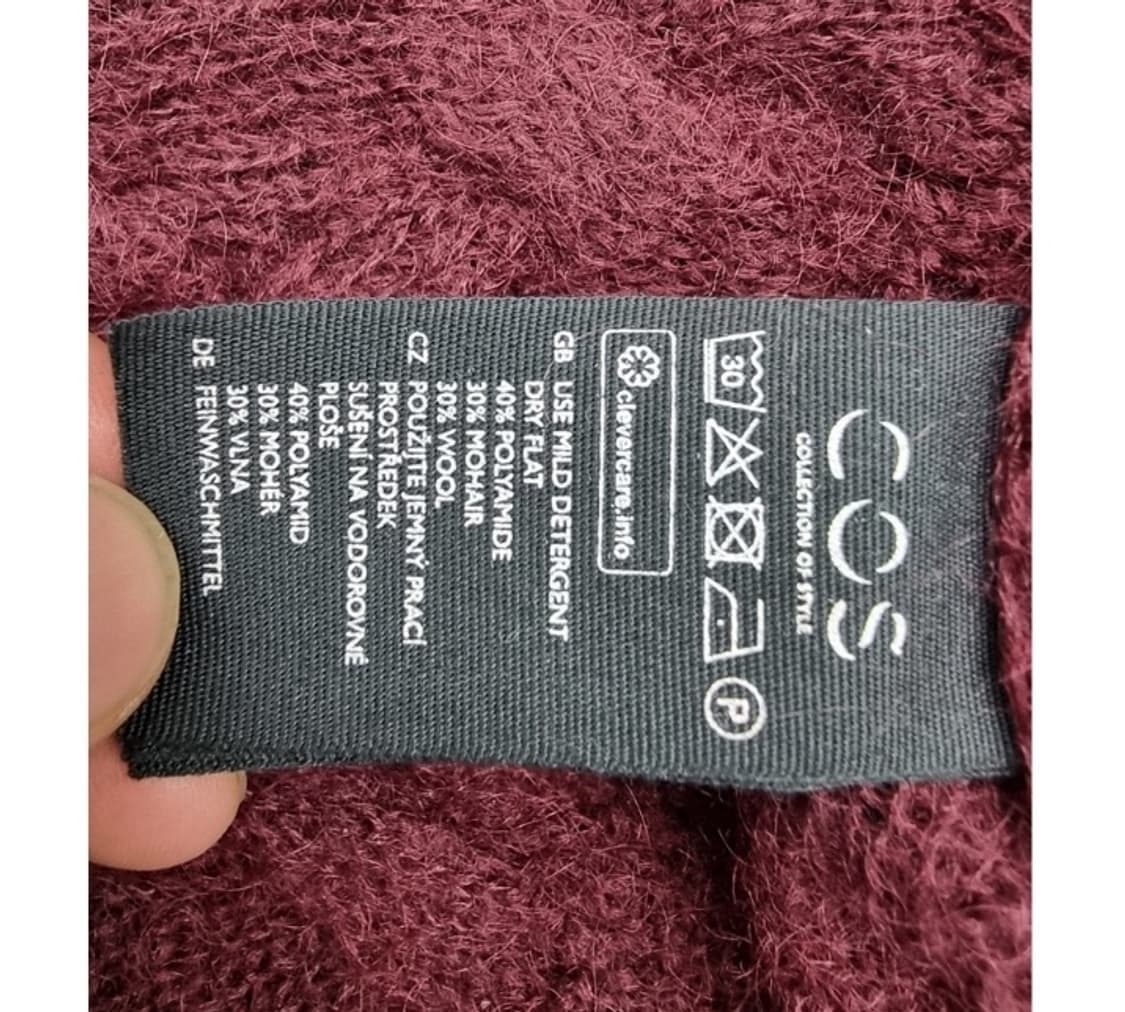 COS
COLLECTION OF STYLE
30
P
clevercare.info
GB USE MILD DETERGENT
DRY FLAT
40% POLYAMIDE
30% MOHAIR
30% WOOL
CZ POUŽIJTE JEMNÝ PRACÍ
PROSTŘEDEK
SUŠENÍ NA VODOROVNÉ
PLOŠE
40% POLYAMID
30% MOHÉR
30% VLNA
DE FEINWASCHMITTEL